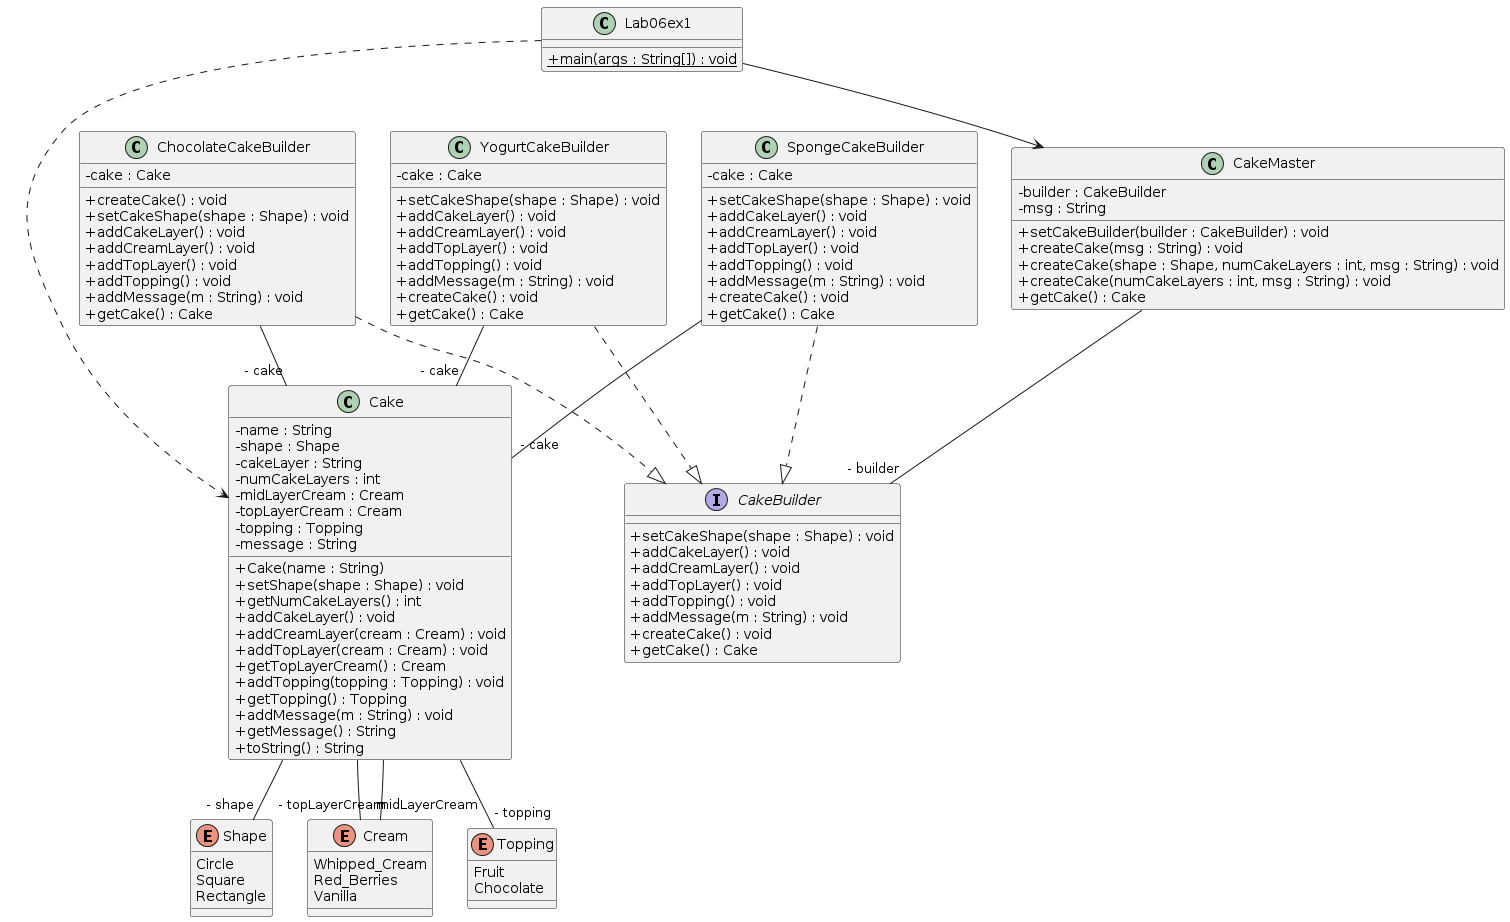 C Lab06ex1
+main(args : String[]) : void
C ChocolateCakeBuilder
-cake : Cake
+createCake() : void
+setCakeShape(shape : Shape) : void
+addCakeLayer() : void
+addCreamLayer() : void
+addTopLayer() : void
+addTopping() : void
+addMessage(m : String) : void
+getCake() : Cake
C YogurtCakeBuilder
-cake : Cake
+setCakeShape(shape : Shape) : void
+addCakeLayer() : void
+addCreamLayer() : void
+addTopLayer() : void
+addTopping() : void
+addMessage(m : String) : void
+createCake() : void
+getCake() : Cake
C SpongeCakeBuilder
-cake : Cake
+setCakeShape(shape : Shape) : void
+addCakeLayer() : void
+addCreamLayer() : void
+addTopLayer() : void
+addTopping() : void
+addMessage(m : String) : void
+createCake() : void
+getCake() : Cake
C CakeMaster
-builder : CakeBuilder
-msg : String
+setCakeBuilder(builder : CakeBuilder) : void
+createCake(msg : String) : void
+createCake(shape : Shape, numCakeLayers : int, msg : String) : void
+createCake(numCakeLayers : int, msg : String) : void
+getCake() : Cake
- cake
- cake
- cake
- builder
C Cake
-name : String
-shape : Shape
-cakeLayer : String
-numCakeLayers : int
-midLayerCream : Cream
-topLayerCream : Cream
-topping : Topping
-message : String
+Cake(name : String)
+setShape(shape : Shape) : void
+getNumCakeLayers() : int
+addCakeLayer() : void
+addCreamLayer(cream : Cream) : void
+addTopLayer(cream : Cream) : void
+getTopLayerCream() : Cream
+addTopping(topping : Topping) : void
+getTopping() : Topping
+addMessage(m : String) : void
+getMessage() : String
+toString() : String
I CakeBuilder
+setCakeShape(shape : Shape) : void
+addCakeLayer() : void
+addCreamLayer() : void
+addTopLayer() : void
+addTopping() : void
+addMessage(m : String) : void
+createCake() : void
+getCake() : Cake
- shape
- topLayerCream
midLayerCream
- topping
E Shape
Circle
Square
Rectangle
E Cream
Whipped_Cream
Red_Berries
Vanilla
E Topping
Fruit
Chocolate